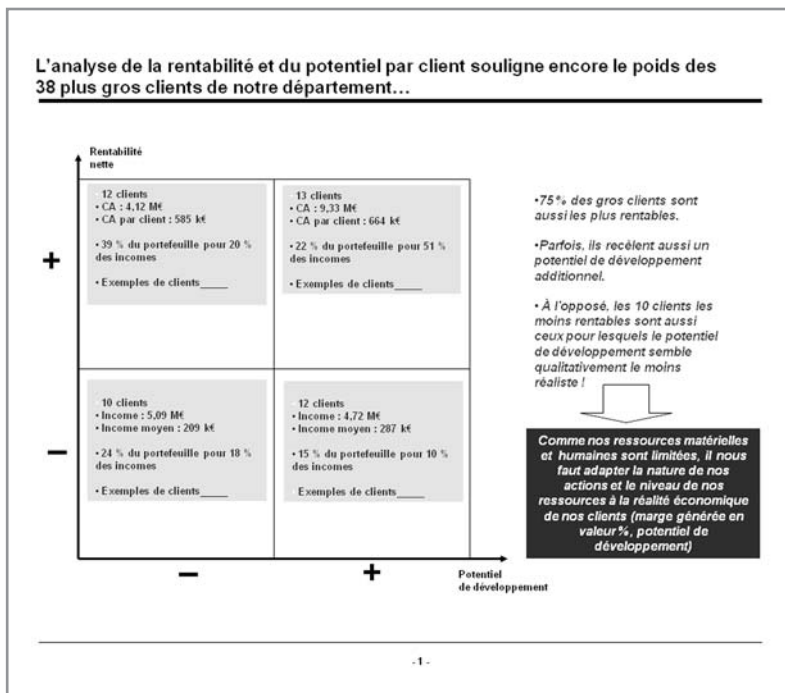 L'analyse de la rentabilité et du potentiel par client souligne encore le poids des
38 plus gros clients de notre département…
Rentabilité
nette
+
12 clients
• CA : 4,12 M€
• CA par client : 585 k€
• 39 % du portefeuille pour 20 %
des incomes
• Exemples de clients_____
13 clients
• CA : 9,33 M€
• CA par client : 664 k€
• 22 % du portefeuille pour 51 %
des incomes
• Exemples de clients_____
–
10 clients
• Income : 5,09 M€
• Income moyen : 209 k€
• 24 % du portefeuille pour 18 %
des incomes
• Exemples de clients_____
12 clients
• Income : 4,72 M€
• Income moyen : 287 k€
• 15 % du portefeuille pour 10 %
des incomes
Exemples de clients_____
–
+
Potentiel
de développement
•75% des gros clients sont
aussi les plus rentables.
•Parfois, ils recèlent aussi un
potentiel de développement
additionnel.
• À l'opposé, les 10 clients les
moins rentables sont aussi
ceux pour lesquels le potentiel
de développement semble
qualitativement le moins
réaliste !
Comme nos ressources matérielles
et humaines sont limitées, il nous
faut adapter la nature de nos
actions et le niveau de nos
ressources à la réalité économique
de nos clients (marge générée en
valeur %, potentiel de
développement)
- 1 -